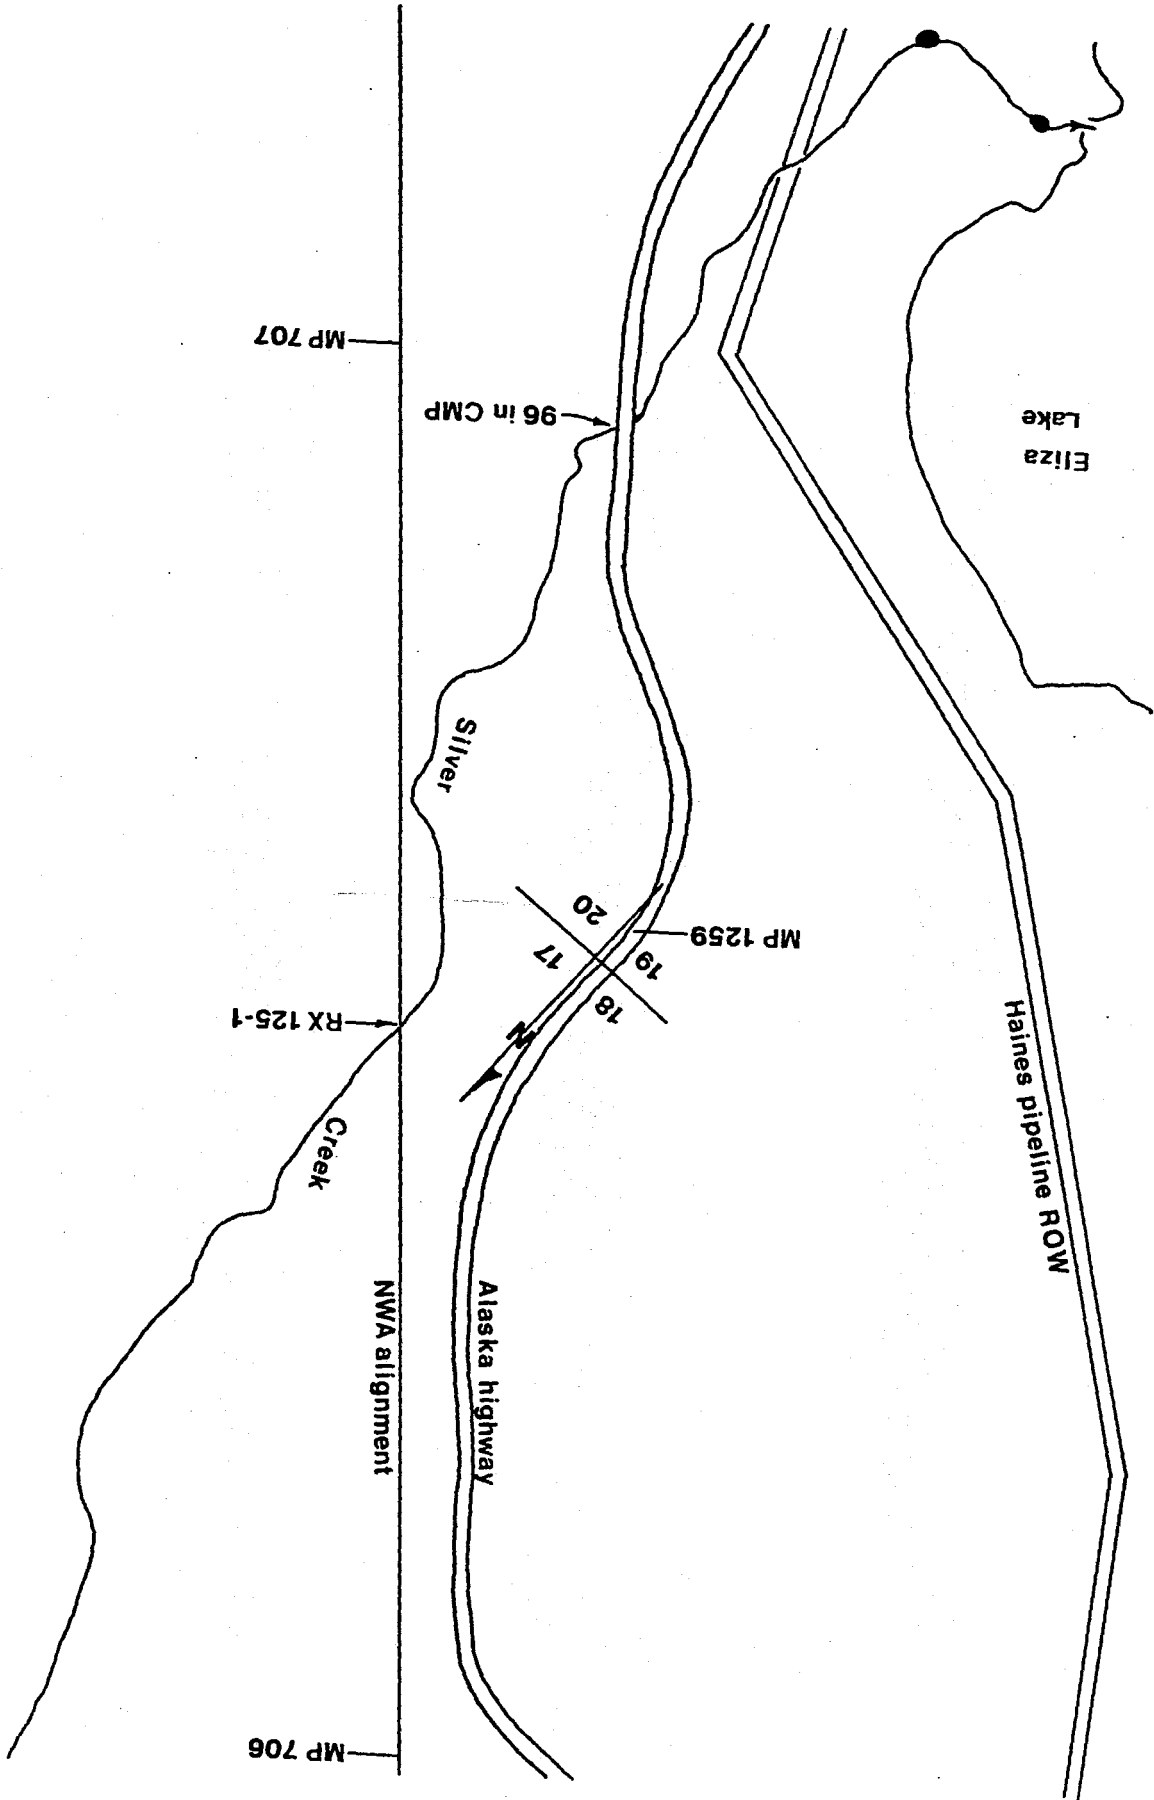 MP 707
96 in CMP
Eliza
Lake
Silver
20
17
19
18
MP 1259
N
RX 125-1
Creek
Haines pipeline ROW
NWA alignment
Alaska highway
MP 706